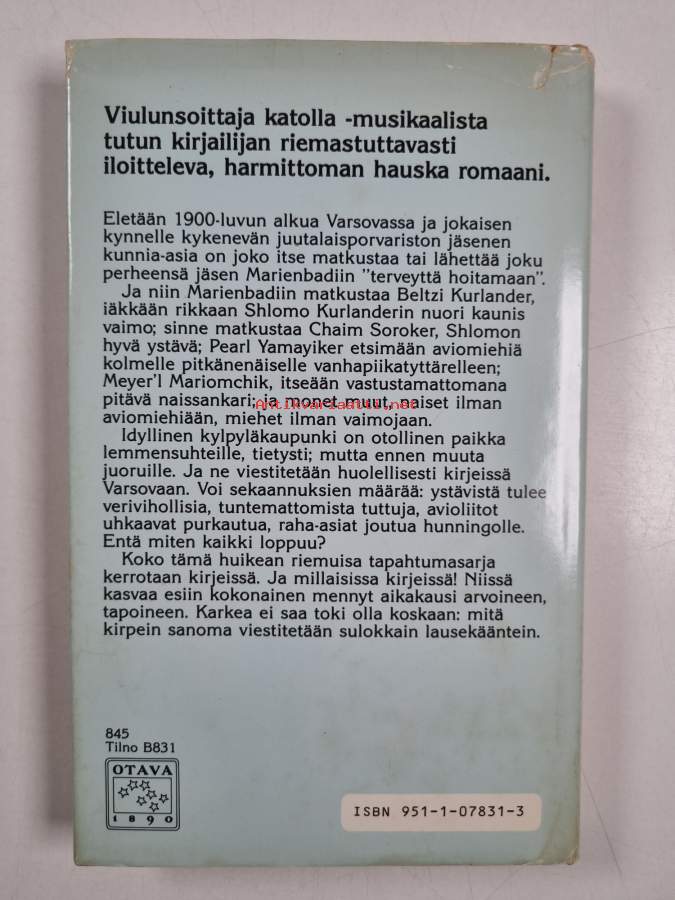 Viulunsoittaja katolla -musikaalista
tutun kirjailijan riemastuttavasti
iloitteleva, harmittoman hauska romaani.
Eletään 1900-luvun alkua Varsovassa ja jokaisen
kynnelle kykenevän juutalaisporvariston jäsenen
kunnia-asia on joko itse matkustaa tai lähettää joku
perheensä jäsen Marienbadiin "terveyttä hoitamaan".
Ja niin Marienbadiin matkustaa Beltzi Kurlander,
iäkkään rikkaan Shlomo Kurlanderin nuori kaunis
vaimo; sinne matkustaa Chaim Soroker, Shlomon
hyvä ystävä; Pearl Yamayiker etsimään aviomiehiä
kolmelle pitkänenäiselle vanhapiikatyttärelleen;
Meyer'l Mariomchik, itseään vastustamattomana
pitävä naissankari; ja monet muut, naiset ilman
Antikvariaatti.net
aviomiehiään, miehet ilman vaimojaan.
Idyllinen kylpyläkaupunki on otollinen paikka
lemmensuhteille, tietysti; mutta ennen muuta
juoruille. Ja ne viestitetään huolellisesti kirjeissä
Varsovaan. Voi sekaannuksien määrää: ystävistä tulee
verivihollisia, tuntemattomista tuttuja, avioliitot
uhkaavat purkautua, raha-asiat joutua hunningolle.
Entä miten kaikki loppuu?
Koko tämä huikean riemuisa tapahtumasarja
kerrotaan kirjeissä. Ja millaisissa kirjeissä! Niissä
kasvaa esiin kokonainen mennyt aikakausi arvoineen,
tapoineen. Karkea ei saa toki olla koskaan: mitä
kirpein sanoma viestitetään sulokkain lausekääntein.
845
Tilno B831
OTAVA
1890
ISBN 951-1-07831-3